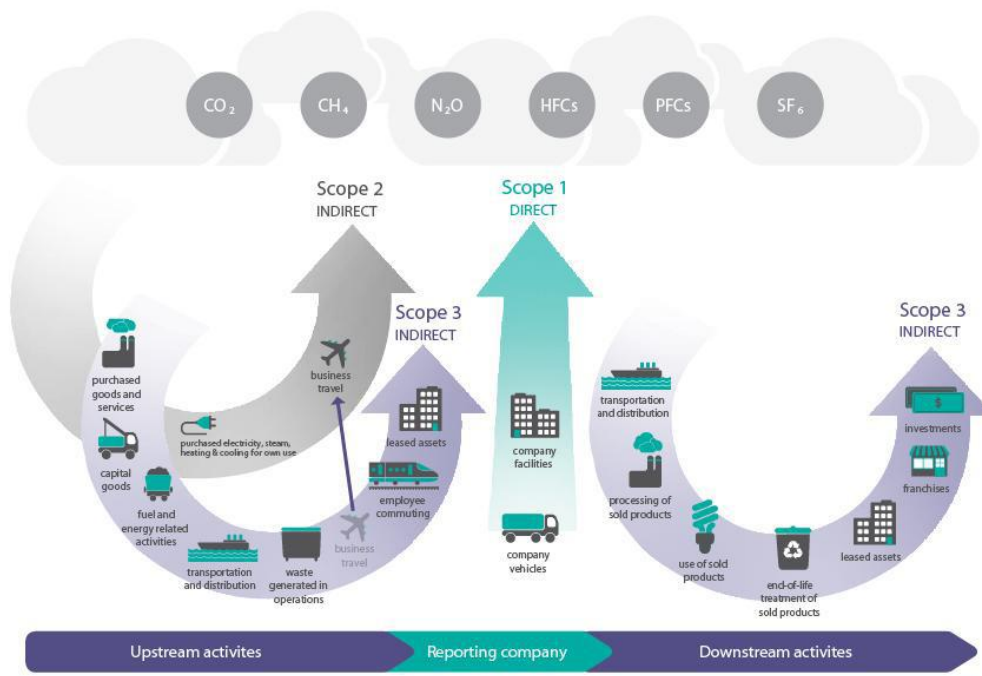 CO₂
CH₄
N₂O
HFCs
PFCs
SF₆
Scope 2
INDIRECT
Scope 1
DIRECT
Scope 3
INDIRECT
Scope 3
INDIRECT
purchased
goods and
services
business
travel
purchased electricity, steam,
heating & cooling for own use
capital
goods
fuel and
energy related
activities
transportation
and distribution
waste
generated in
operations
business
travel
employee
commuting
leased assets
company
facilities
company
vehicles
transportation
and distribution
processing of
sold products
use of sold
products
end-of-life
treatment of
sold products
leased assets
franchises
investments
$
Upstream activites
Reporting company
Downstream activites